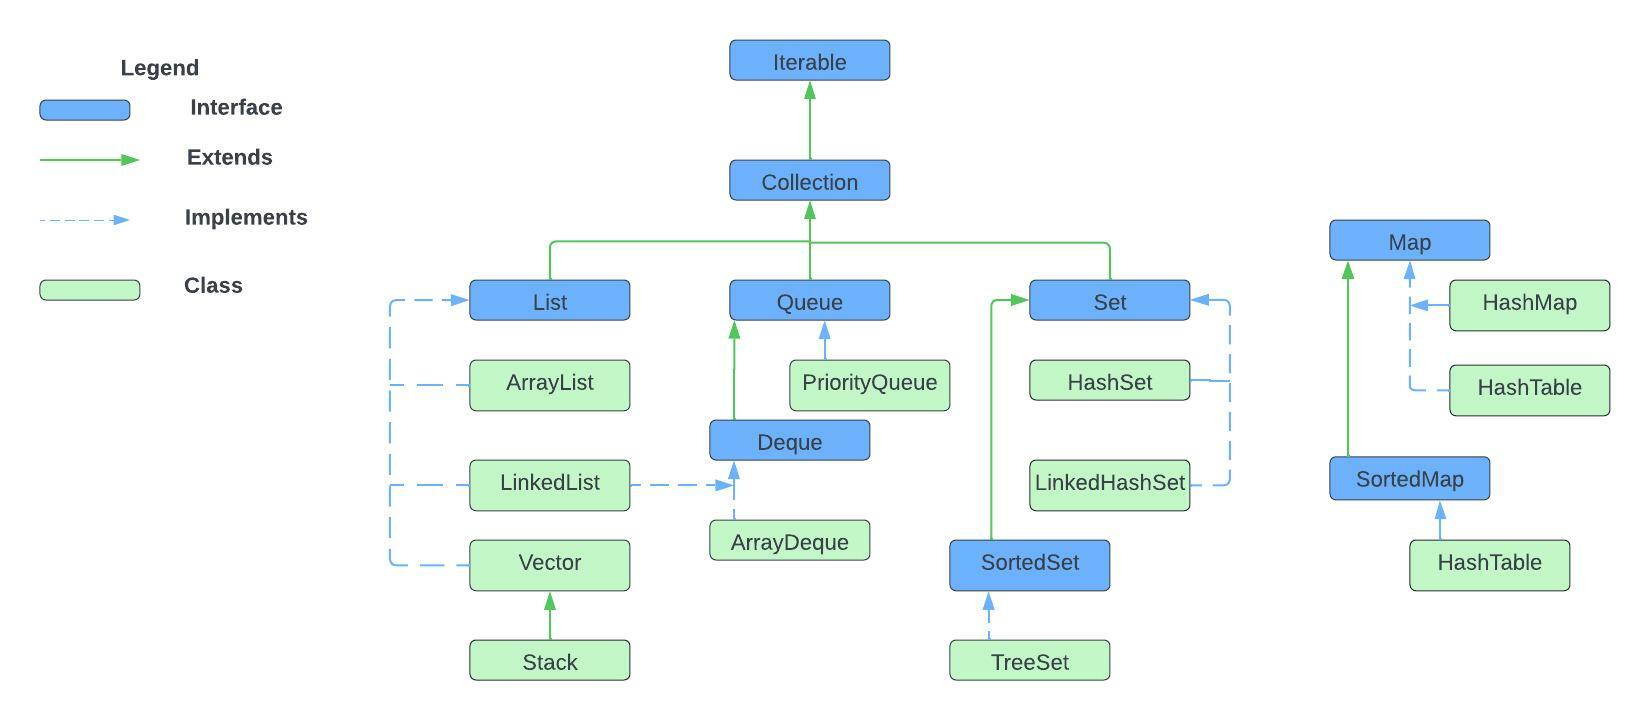 Legend
Interface
Extends
Implements
Class
Iterable
Collection
List
Queue
Set
Map
ArrayList
PriorityQueue
HashSet
HashMap
HashTable
Deque
LinkedList
LinkedHashSet
SortedMap
ArrayDeque
Vector
SortedSet
HashTable
Stack
TreeSet